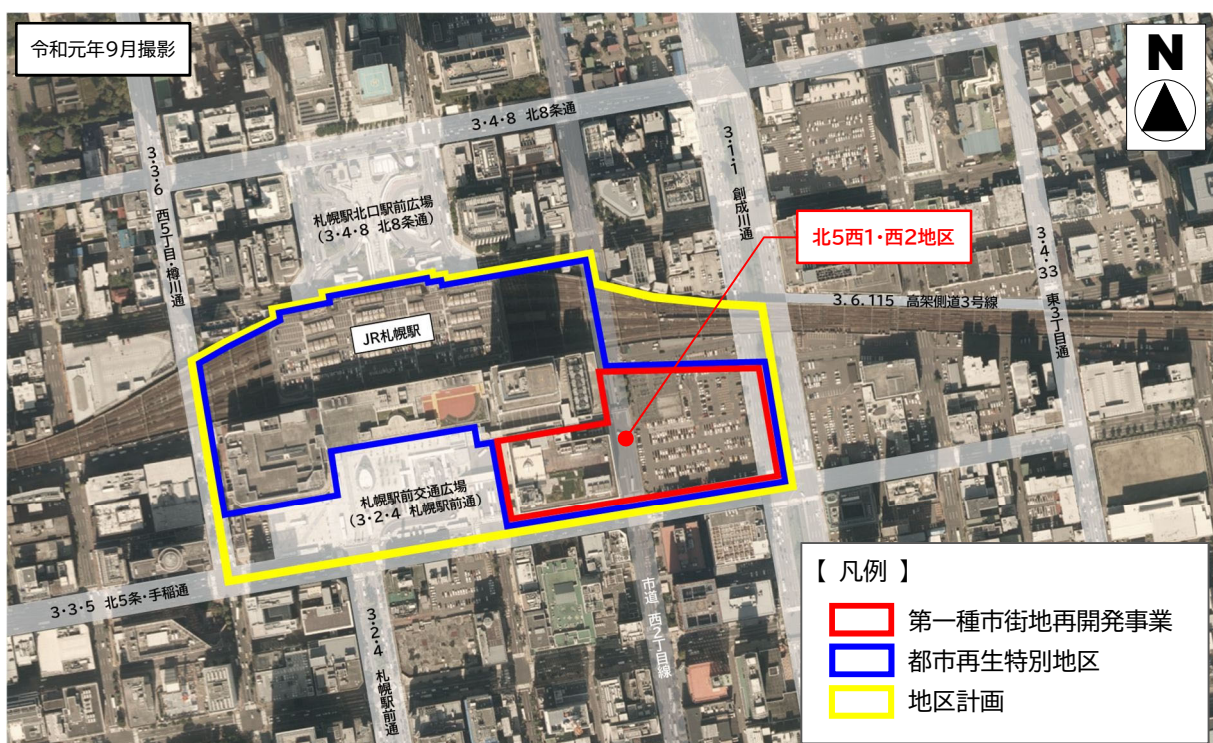 令和元年9月撮影
N
3・4・8 北8条通
3・3・6 西5丁目・樽川通
3・1・1 創成川通
札幌駅北口駅前広場
(3・4・8 北8条通)
北5西1・西2地区
3・4・33 東3丁目通
3.6.115 高架側道3号線
JR札幌駅
札幌駅前交通広場
(3・2・4 札幌駅前通)
3・3・5 北5条・手稲通
3・2・4 札幌駅前通
市道 西2丁目線
【 凡例 】
第一種市街地再開発事業
都市再生特別地区
地区計画